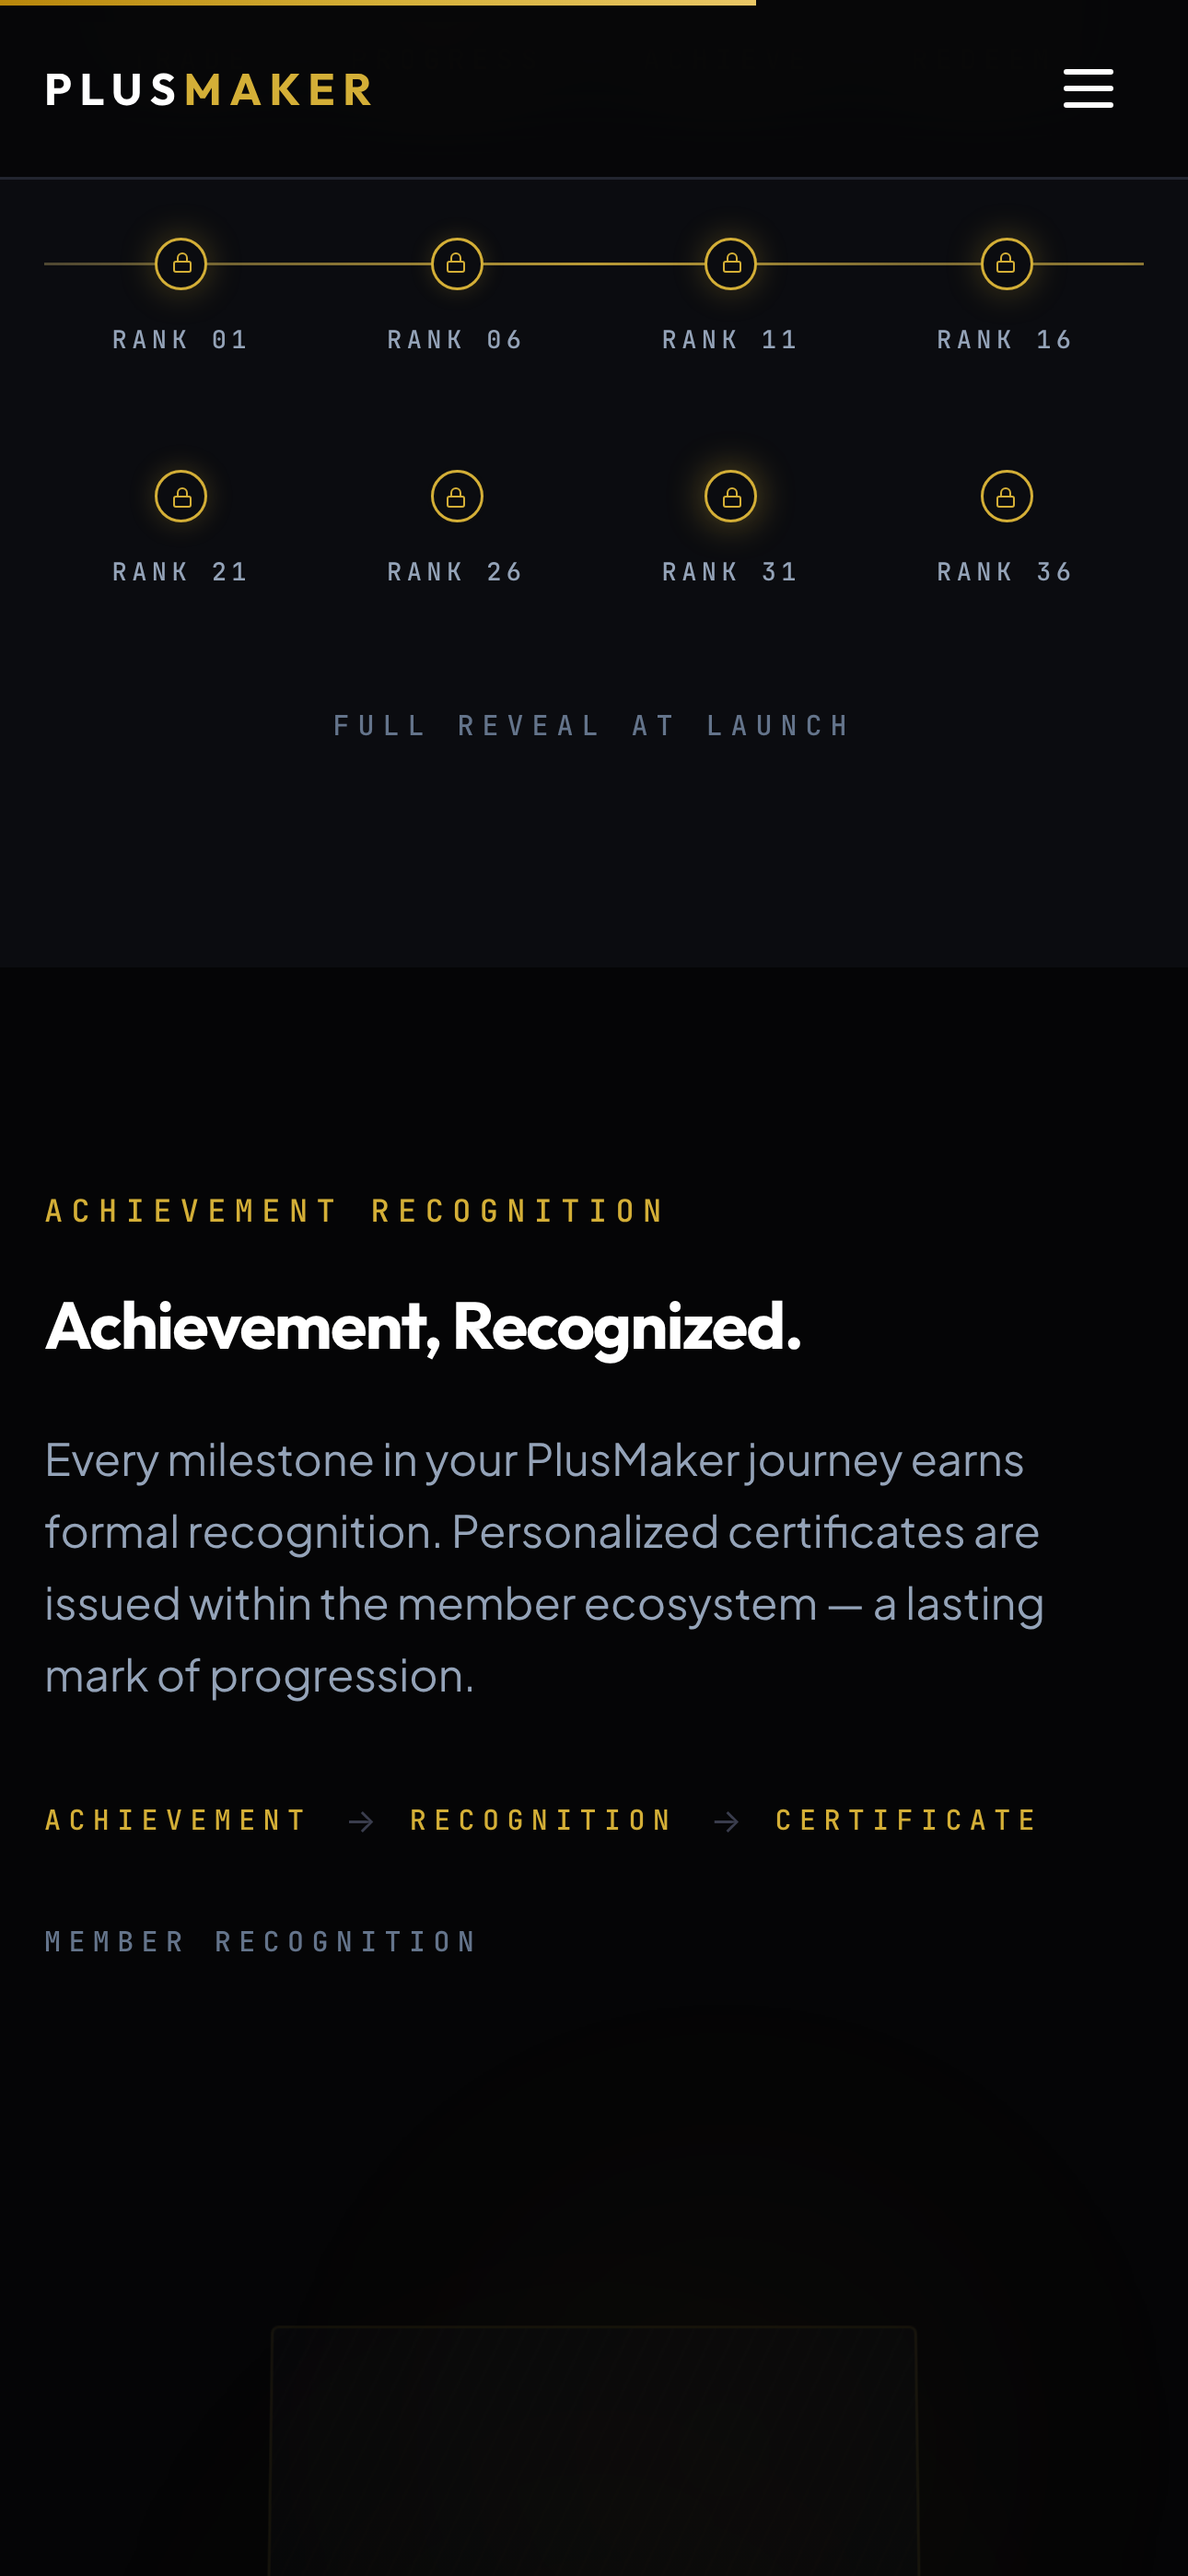 PLUSMAKER
RANK 01 RANK 06 RANK 11 RANK 16
RANK 21 RANK 26 RANK 31 RANK 36
FULL REVEAL AT LAUNCH
ACHIEVEMENT RECOGNITION
Achievement, Recognized.
Every milestone in your PlusMaker journey earns
formal recognition. Personalized certificates are
issued within the member ecosystem — a lasting
mark of progression.
ACHIEVEMENT → RECOGNITION → CERTIFICATE
MEMBER RECOGNITION